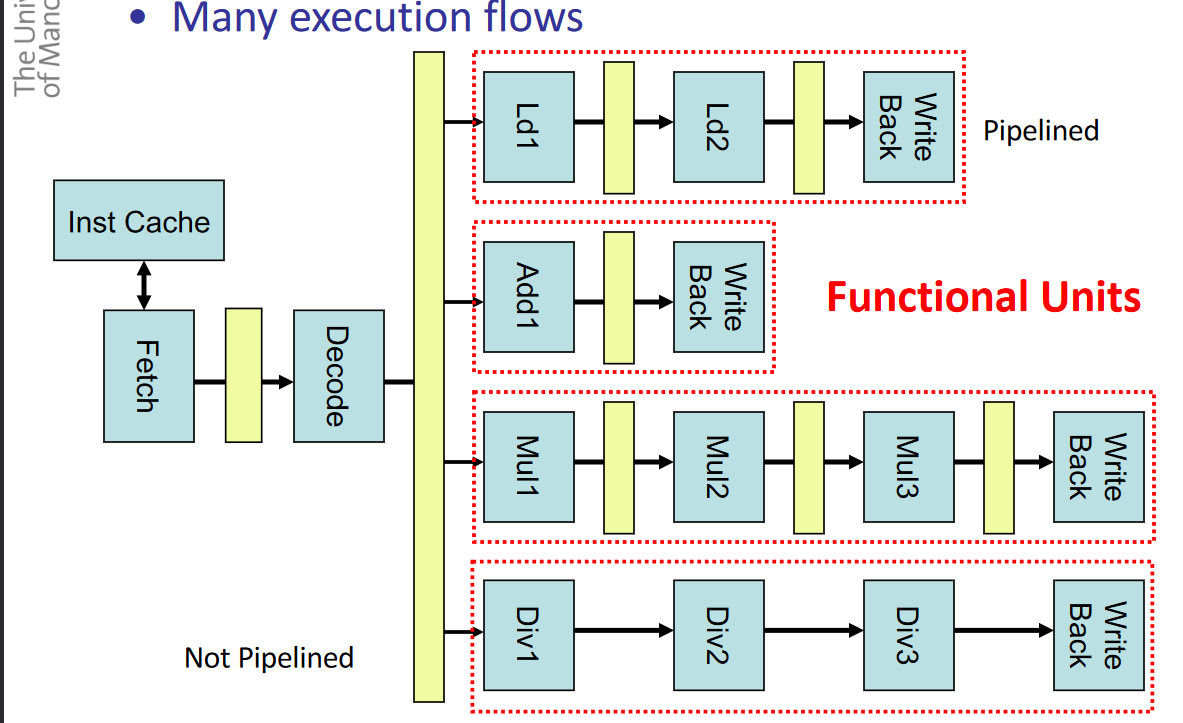 The Uni
of Manc
• Many execution flows
Ld1
Ld2
Write
Back
Pipelined
Inst Cache
Add1
Write
Back
Functional Units
Fetch
Decode
Mul1
Mul2
Mul3
Write
Back
Div1
Div2
Div3
Write
Back
Not Pipelined